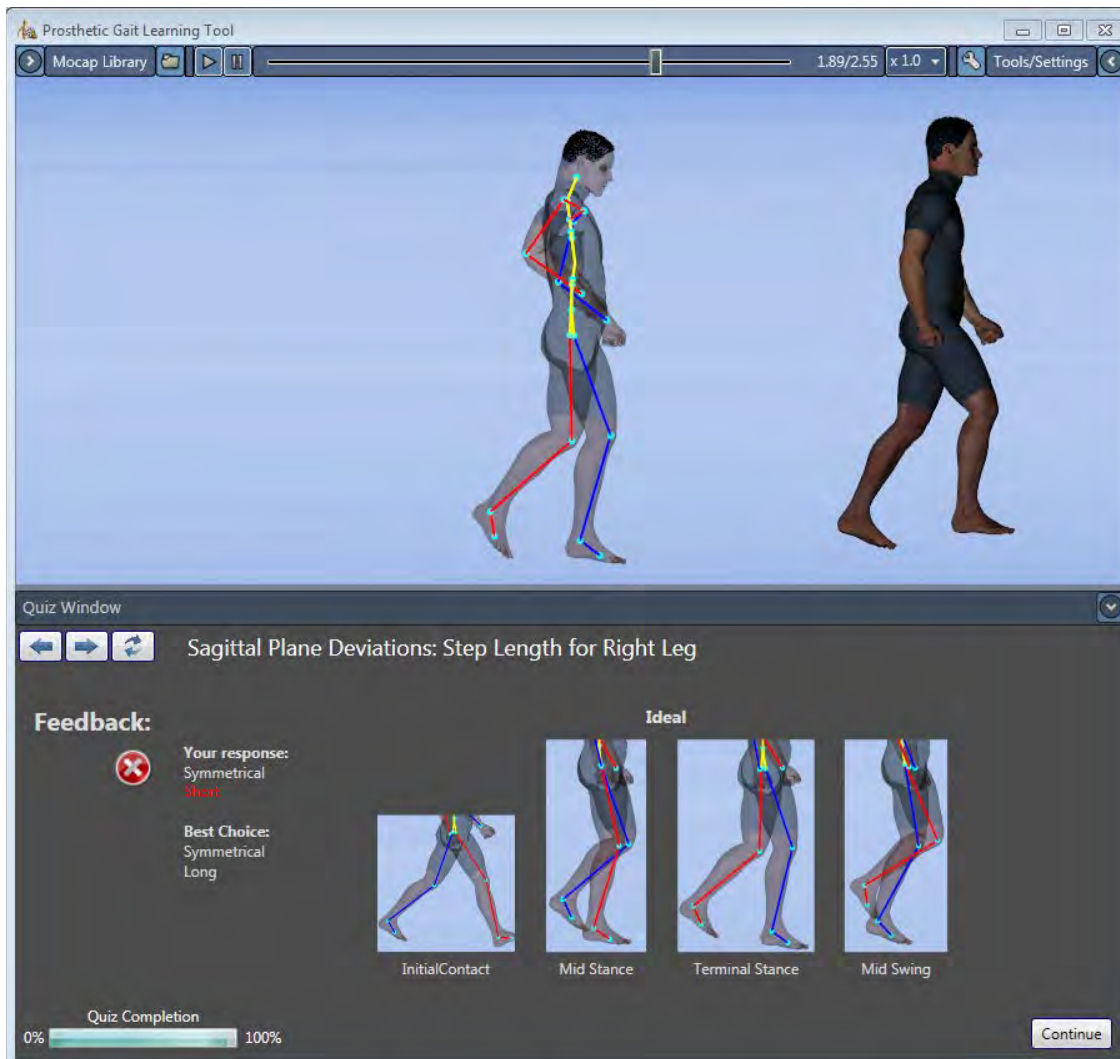 Prosthetic Gait Learning Tool
Mocap Library
1.89/2.55
x 1.0
Tools/Settings
Quiz Window
Sagittal Plane Deviations: Step Length for Right Leg
Feedback:
Ideal
Your response:
Symmetrical
Short
Best Choice:
Symmetrical
Long
InitialContact
Mid Stance
Terminal Stance
Mid Swing
Quiz Completion
0%
100%
Continue